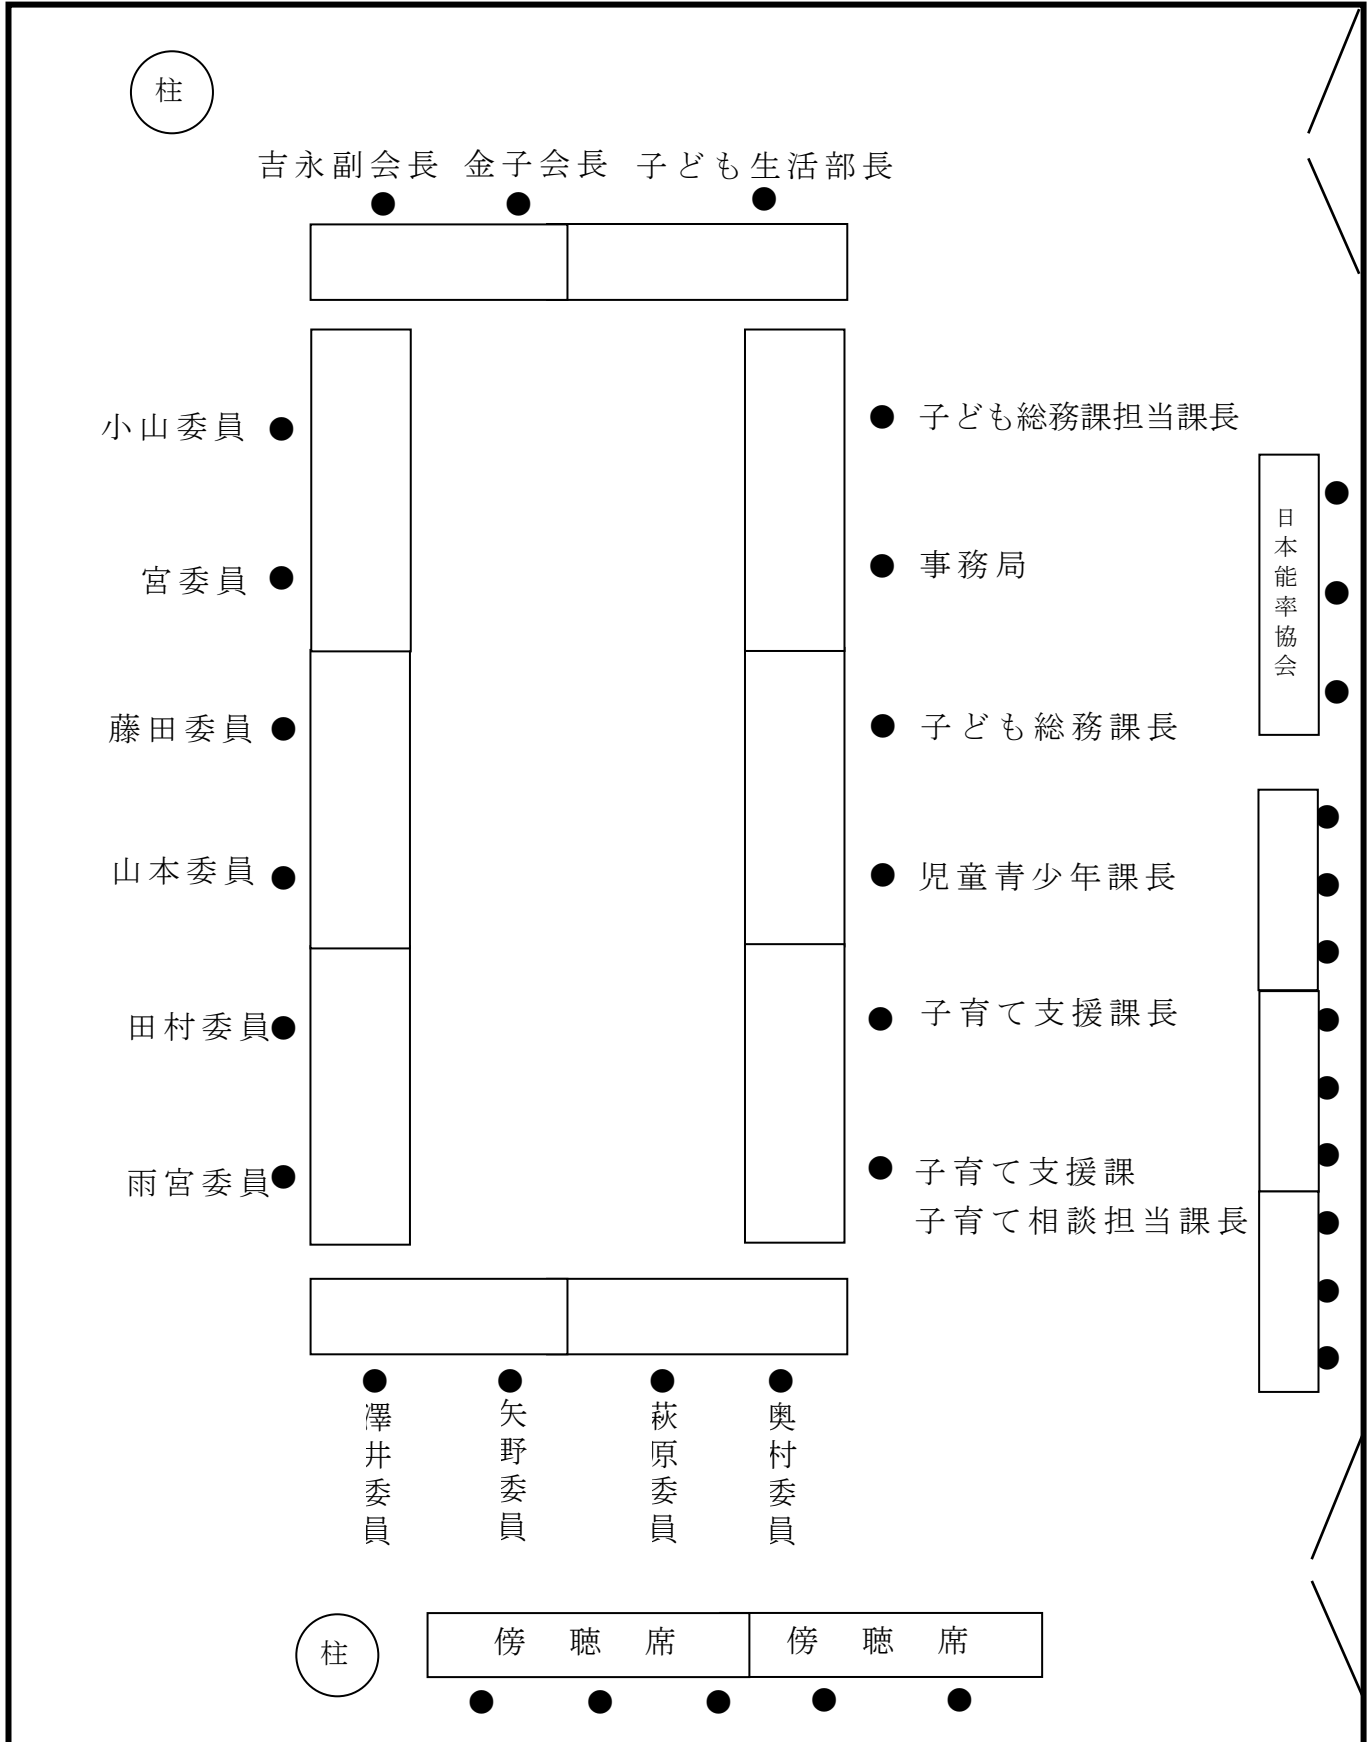 柱
吉永副会長 金子会長 子ども生活部長
小山委員
宮委員
藤田委員
山本委員
田村委員
雨宮委員
子ども総務課担当課長
事務局
子ども総務課長
児童青少年課長
子育て支援課長
子育て支援課
子育て相談担当課長
日本能率協会
澤井委員
矢野委員
萩原委員
奥村委員
柱
傍 聴 席 傍 聴 席